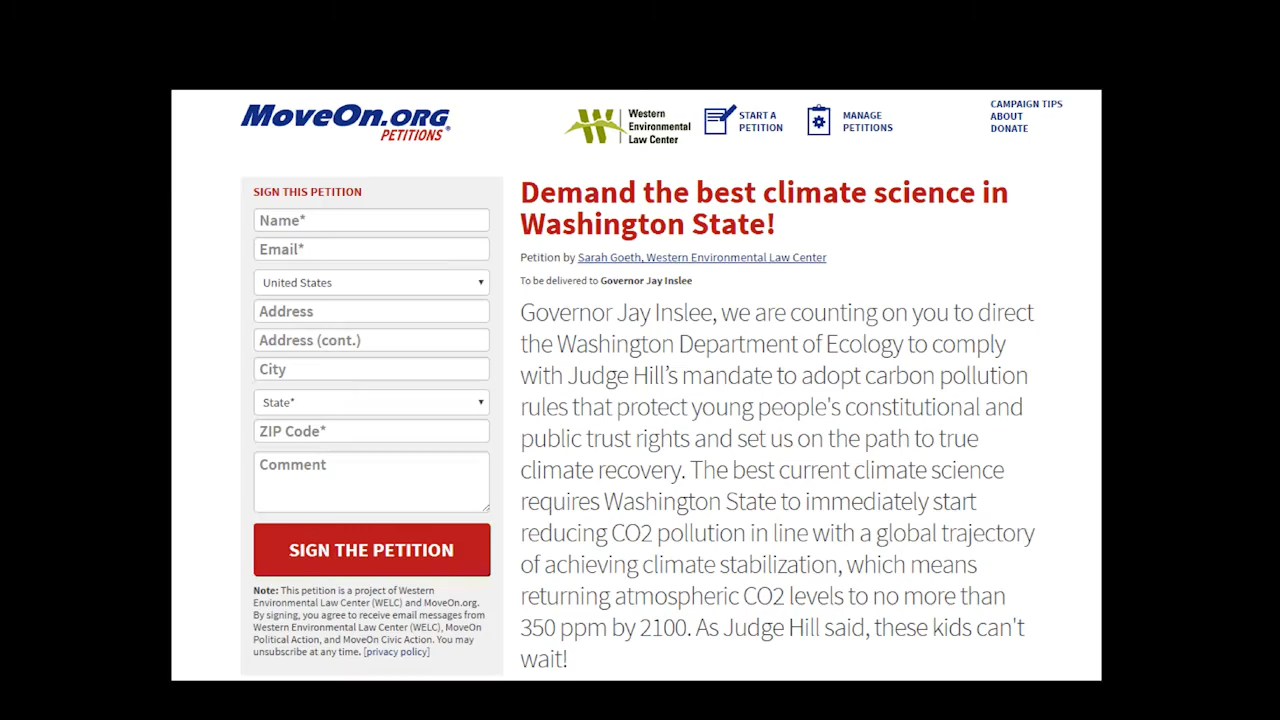 MoveOn.ORG
PETITIONS®
Western
Environmental
Law Center
START A
PETITION
MANAGE
PETITIONS
CAMPAIGN TIPS
ABOUT
DONATE
SIGN THIS PETITION
Name*
Email*
United States
Address
Address (cont.)
City
State*
ZIP Code*
Comment
SIGN THE PETITION
Note: This petition is a project of Western
Environmental Law Center (WELC) and MoveOn.org.
By signing, you agree to receive email messages from
Western Environmental Law Center (WELC), MoveOn
Political Action, and MoveOn Civic Action. You may
unsubscribe at any time. [privacy policy]
Demand the best climate science in
Washington State!
Petition by Sarah Goeth, Western Environmental Law Center
To be delivered to Governor Jay Inslee
Governor Jay Inslee, we are counting on you to direct
the Washington Department of Ecology to comply
with Judge Hill's mandate to adopt carbon pollution
rules that protect young people's constitutional and
public trust rights and set us on the path to true
climate recovery. The best current climate science
requires Washington State to immediately start
reducing CO2 pollution in line with a global trajectory
of achieving climate stabilization, which means
returning atmospheric CO2 levels to no more than
350 ppm by 2100. As Judge Hill said, these kids can't
wait!